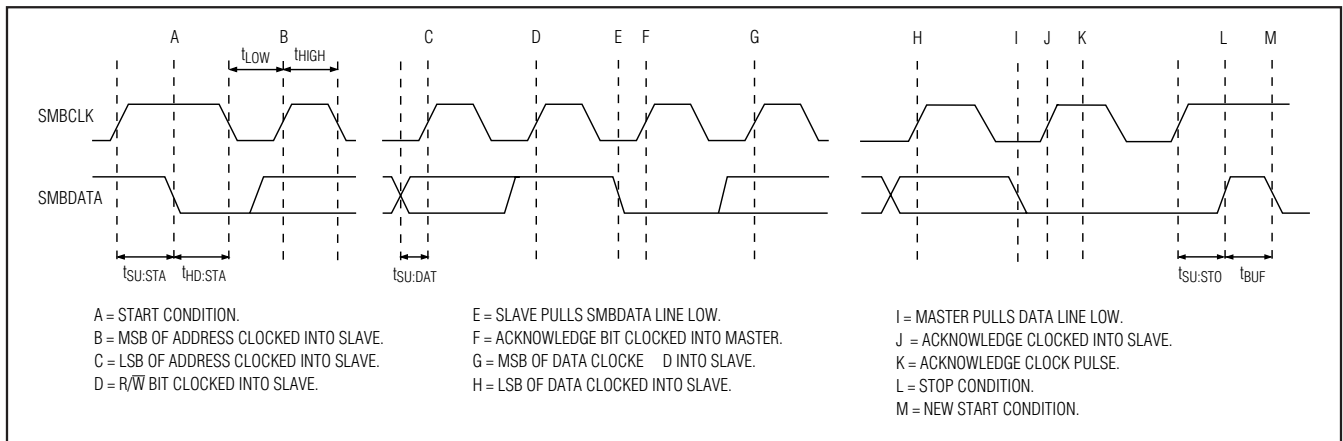 A B C D E F G H I J K L M
tLOW tHIGH
SMBCLK
SMBDATA
tSU:STA tHD:STA tSU:DAT tSU:STO tBUF
A = START CONDITION.
B = MSB OF ADDRESS CLOCKED INTO SLAVE.
C = LSB OF ADDRESS CLOCKED INTO SLAVE.
D = R/W̅ BIT CLOCKED INTO SLAVE.
E = SLAVE PULLS SMBDATA LINE LOW.
F = ACKNOWLEDGE BIT CLOCKED INTO MASTER.
G = MSB OF DATA CLOCKE D INTO SLAVE.
H = LSB OF DATA CLOCKED INTO SLAVE.
I = MASTER PULLS DATA LINE LOW.
J = ACKNOWLEDGE CLOCKED INTO SLAVE.
K = ACKNOWLEDGE CLOCK PULSE.
L = STOP CONDITION.
M = NEW START CONDITION.